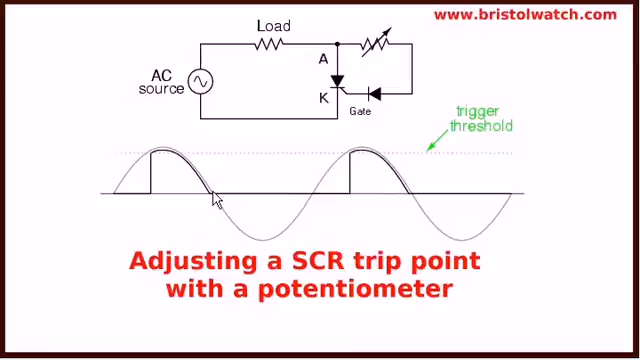 www.bristolwatch.com
Load
A
AC
source
K
Gate
trigger
threshold
Adjusting a SCR trip point
with a potentiometer